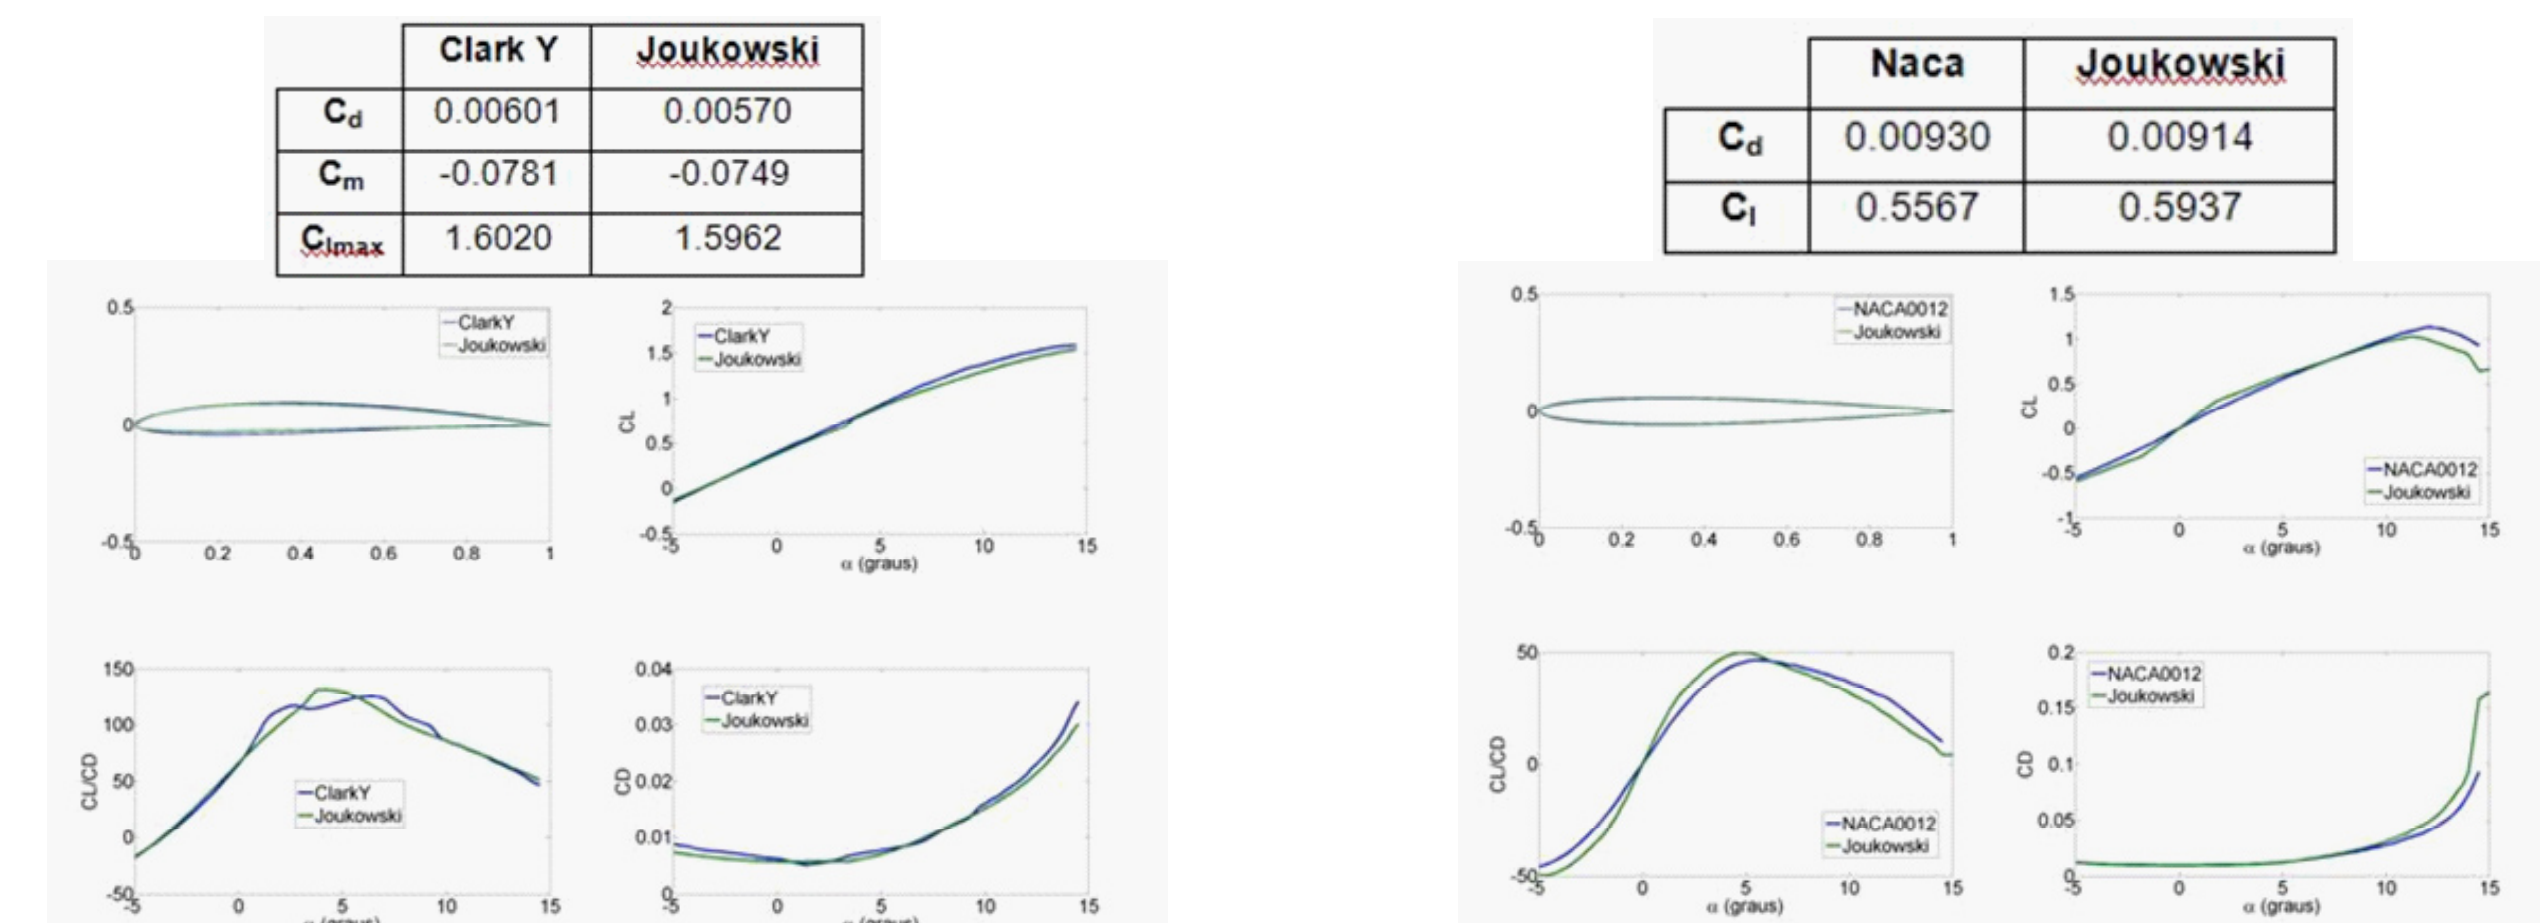 Clark Y Joukowski
Cd 0.00601 0.00570
Cm -0.0781 -0.0749
Clmax 1.6020 1.5962
0.5
0
-0.5
0 0.2 0.4 0.6 0.8 1
ClarkY
Joukowski
2
1.5
1
0.5
0
-0.5
CL
-5 0 5 10 15
α (graus)
ClarkY
Joukowski
150
100
50
0
-50
CL/CD
-5 0 5 10 15
α (graus)
ClarkY
Joukowski
0.04
0.03
0.02
0.01
0
CD
-5 0 5 10 15
α (graus)
ClarkY
Joukowski
Naca Joukowski
Cd 0.00930 0.00914
Cl 0.5567 0.5937
0.5
0
-0.5
0 0.2 0.4 0.6 0.8 1
NACA0012
Joukowski
1.5
1
0.5
0
-0.5
-1
CL
-5 0 5 10 15
α (graus)
NACA0012
Joukowski
50
0
-50
CL/CD
-5 0 5 10 15
α (graus)
NACA0012
Joukowski
0.2
0.15
0.1
0.05
0
CD
-5 0 5 10 15
α (graus)
NACA0012
Joukowski